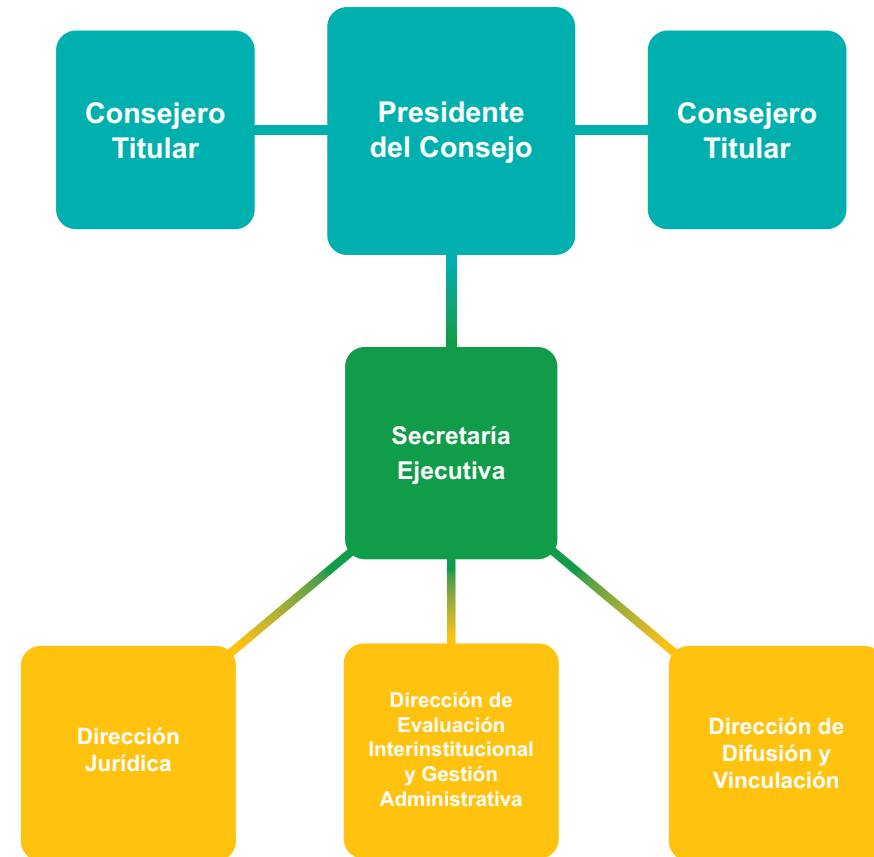 Consejero
Titular
Presidente
del Consejo
Consejero
Titular
Secretaría
Ejecutiva
Dirección
Jurídica
Dirección de
Evaluación
Interinstitucional
y Gestión
Administrativa
Dirección de
Difusión y
Vinculación